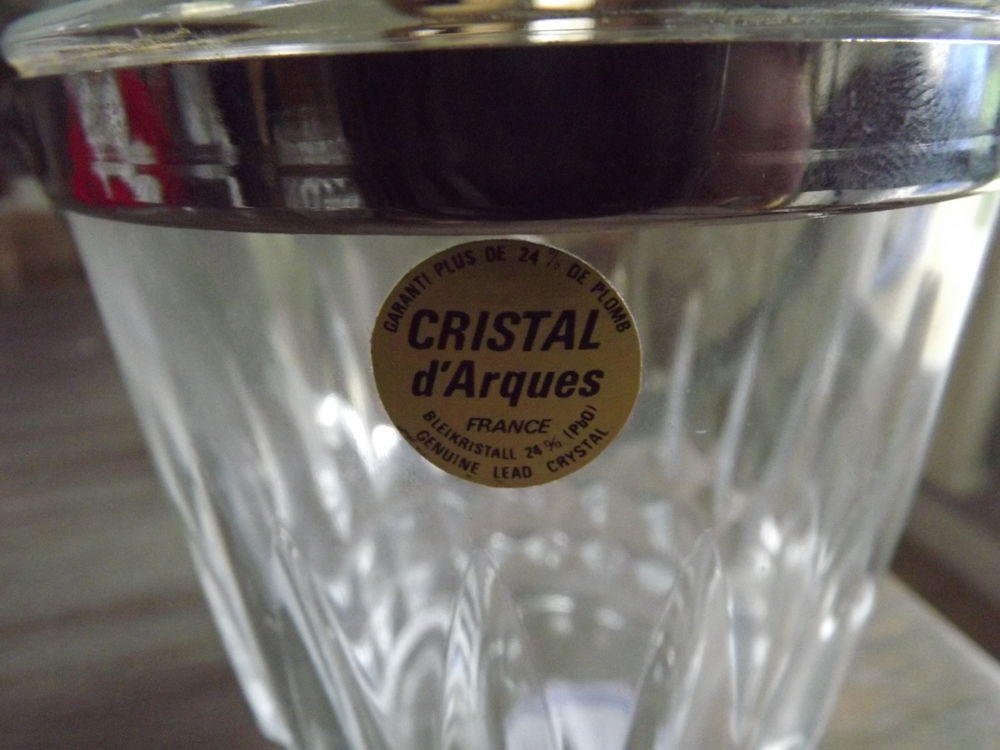 GARANTI PLUS DE 24 % DE PLOMB
CRISTAL
d'Arques
FRANCE
BLEIKRISTALL 24 % (PbO)
GENUINE LEAD CRYSTAL